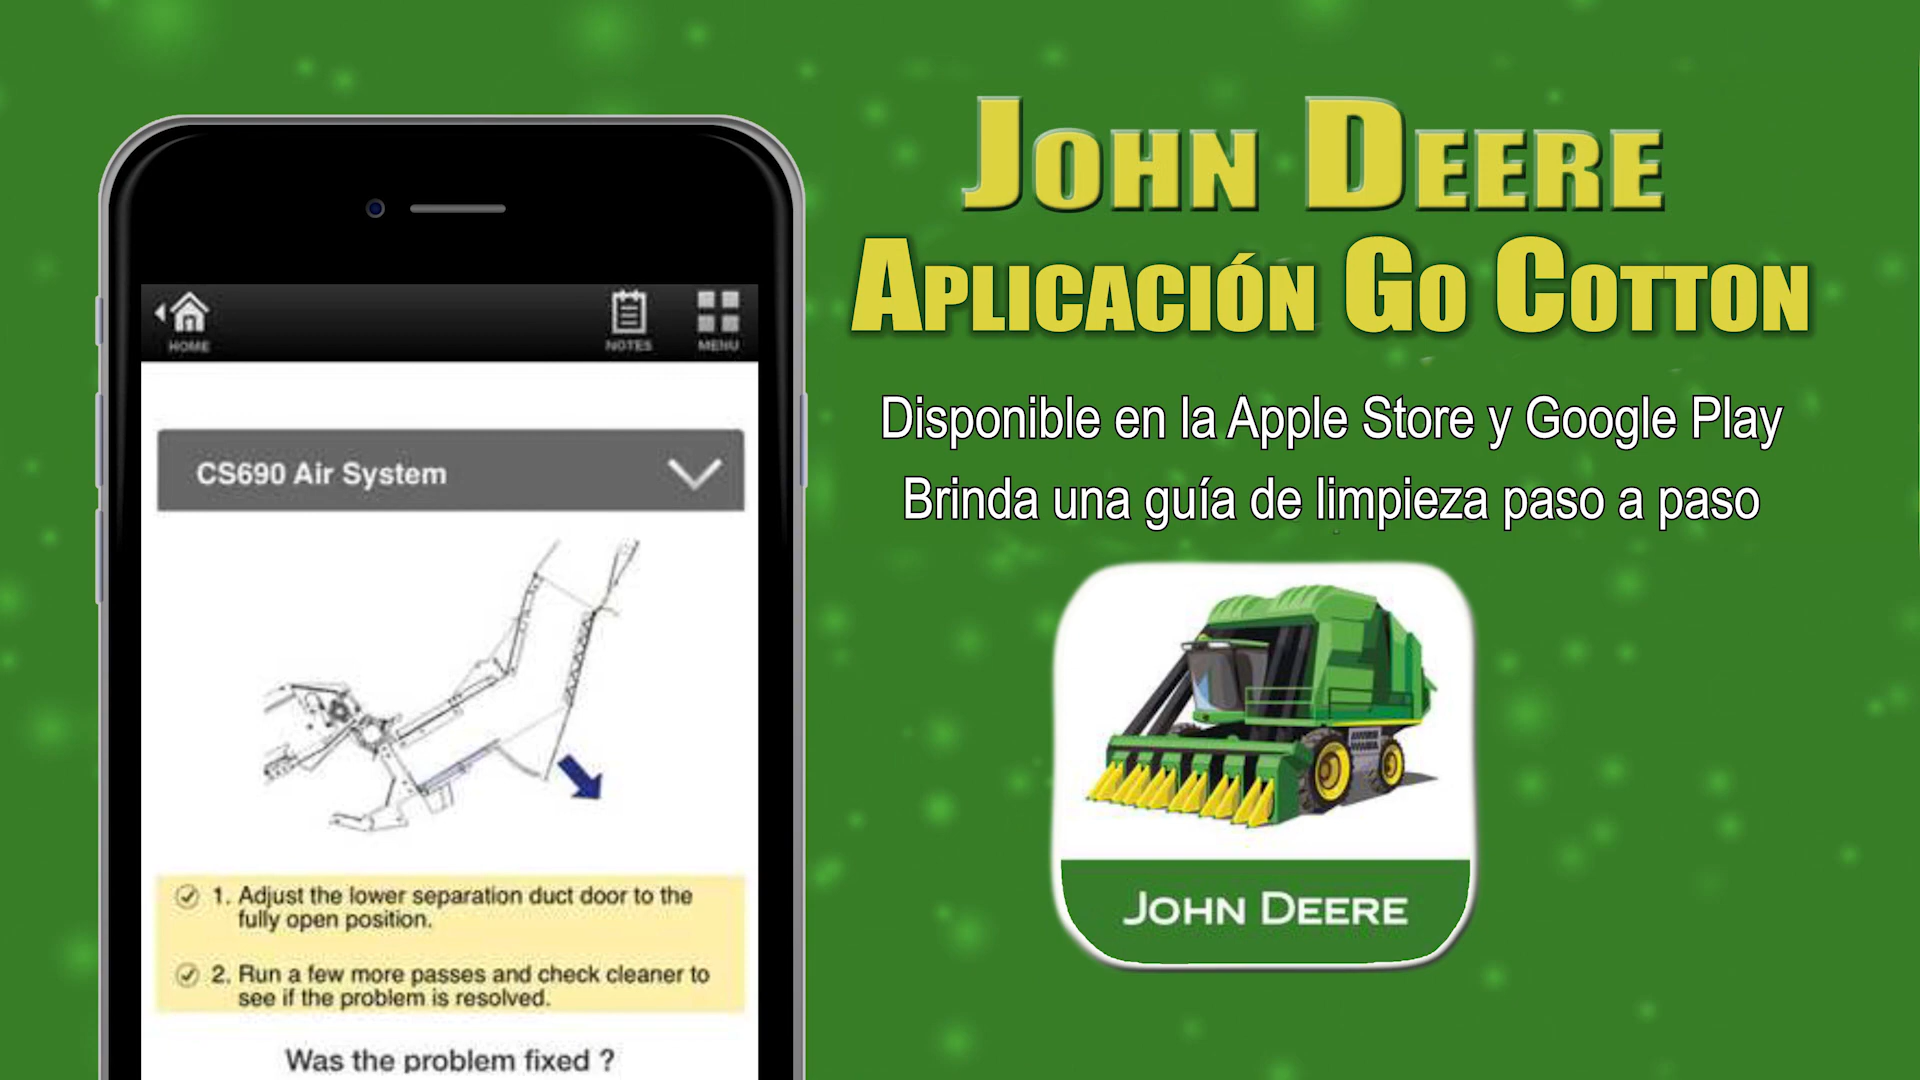 JOHN DEERE
APLICACIÓN GO COTTON
Disponible en la Apple Store y Google Play
Brinda una guía de limpieza paso a paso
HOME
NOTES
MENU
CS690 Air System
1. Adjust the lower separation duct door to the
fully open position.
2. Run a few more passes and check cleaner to
see if the problem is resolved.
Was the problem fixed ?
JOHN DEERE